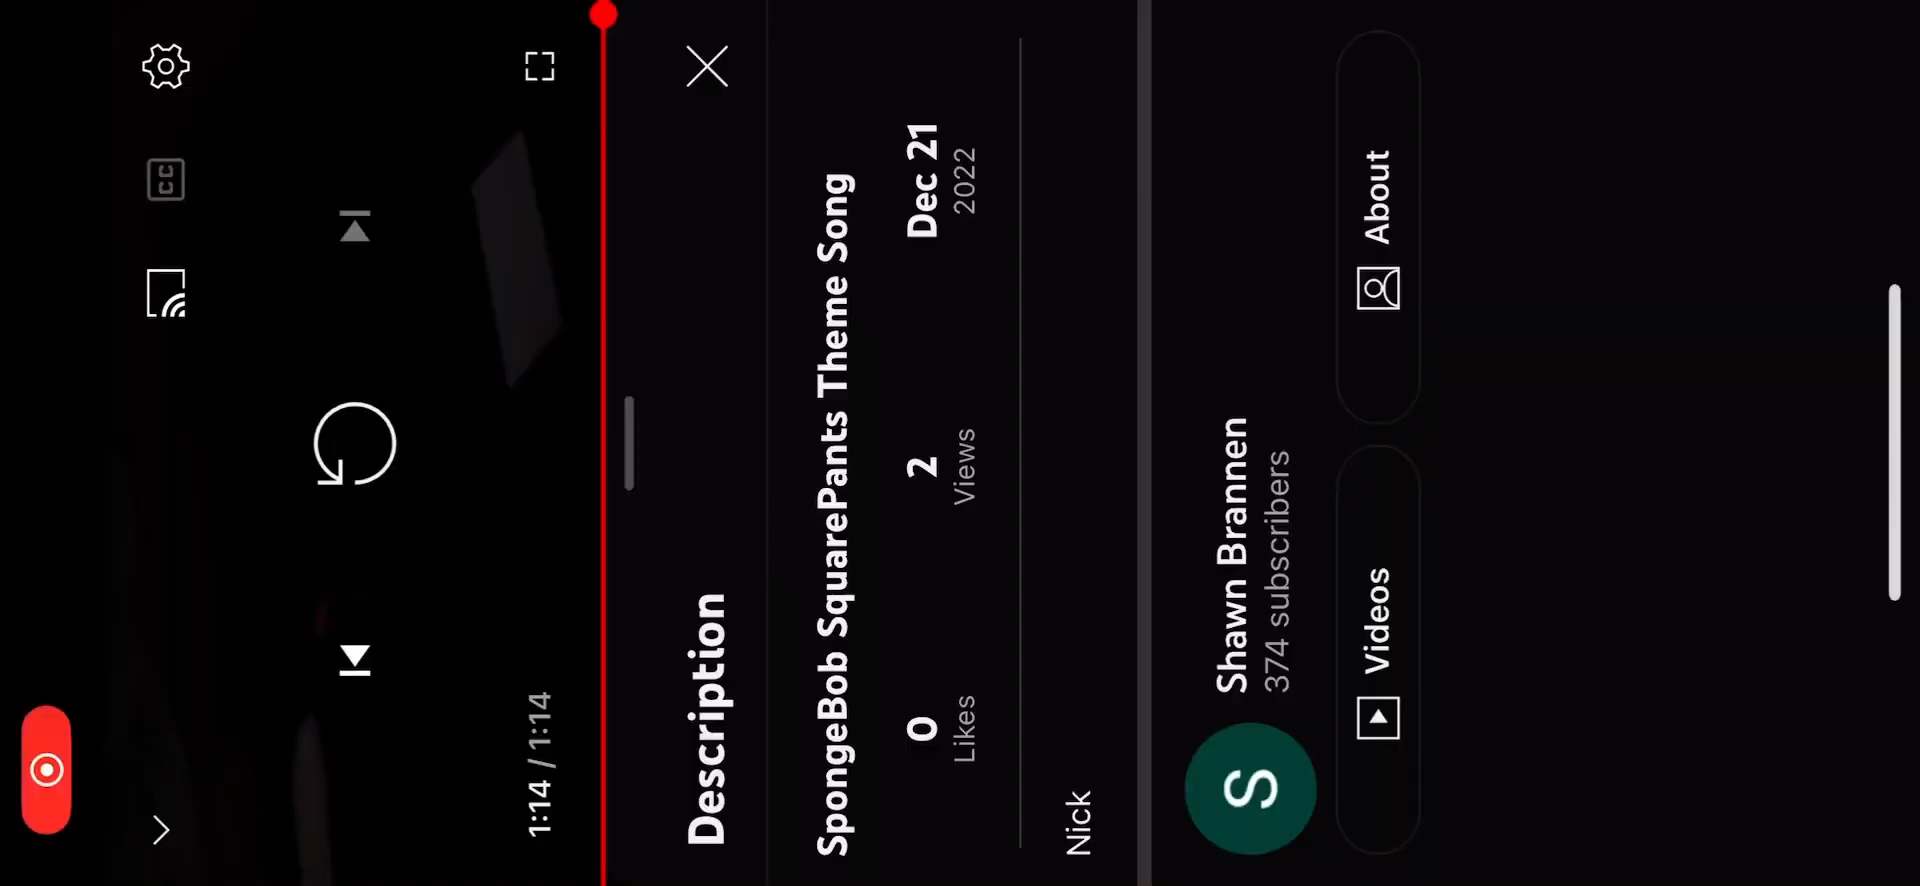 CC
1:14 / 1:14
Description
SpongeBob SquarePants Theme Song
0
Likes
2
Views
Dec 21
2022
Nick
S
Shawn Brannen
374 subscribers
Videos
About